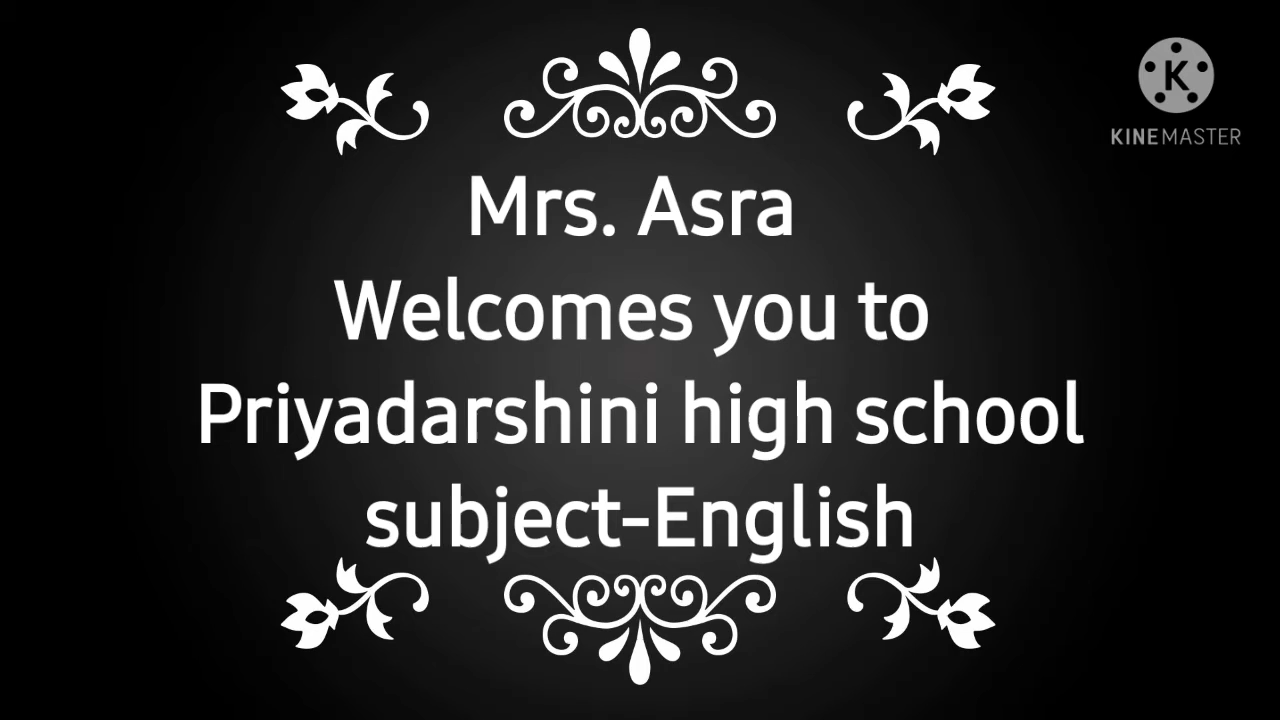 K
KINEMASTER
Mrs. Asra
Welcomes you to
Priyadarshini high school
subject-English